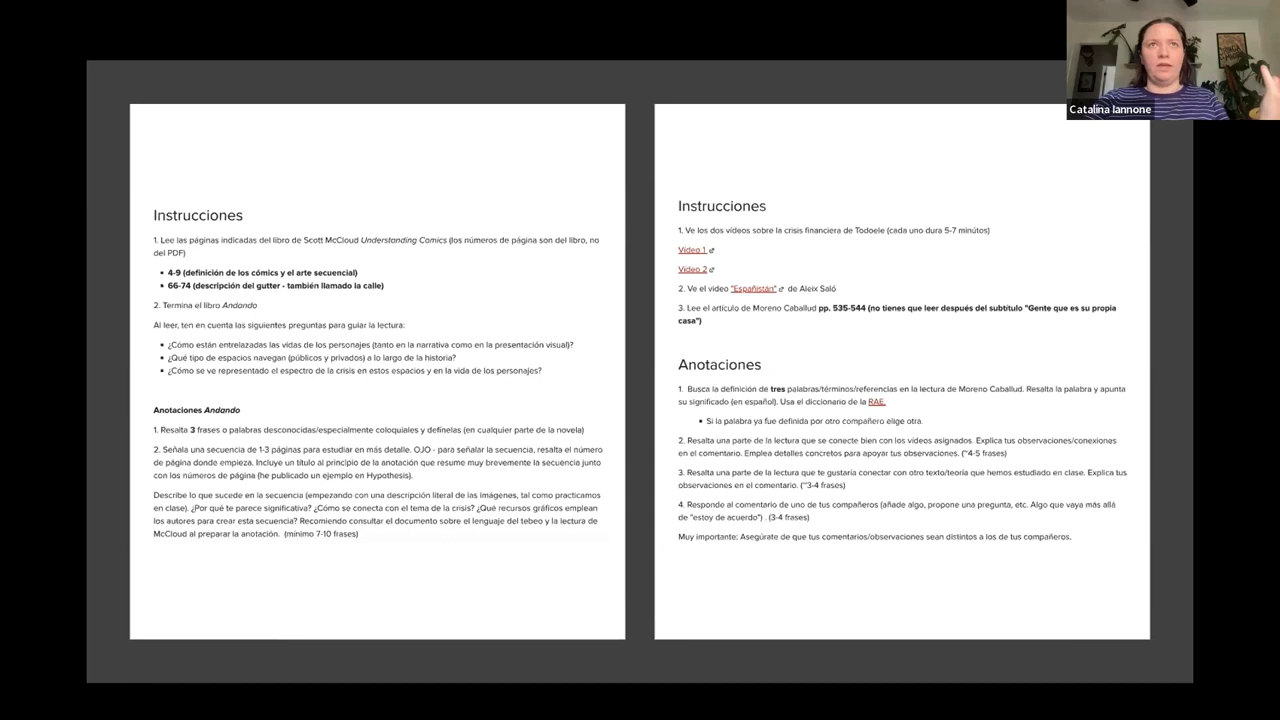 Instrucciones
1. Lee las páginas indicadas del libro de Scott McCloud Understanding Comics (los números de página son del libro, no
del PDF)
▪ 4-9 (definición de los cómics y el arte secuencial)
▪ 66-74 (descripción del gutter - también llamado la calle)
2. Termina el libro Andando
Al leer, ten en cuenta las siguientes preguntas para guiar la lectura:
▪ ¿Cómo están entrelazadas las vidas de los personajes (tanto en la narrativa como en la presentación visual)?
▪ ¿Qué tipo de espacios navegan (públicos y privados) a lo largo de la historia?
▪ ¿Cómo se ve representado el espectro de la crisis en estos espacios y en la vida de los personajes?
Anotaciones Andando
1. Resalta 3 frases o palabras desconocidas/especialmente coloquiales y defínelas (en cualquier parte de la novela)
2. Señala una secuencia de 1-3 páginas para estudiar en más detalle. OJO - para señalar la secuencia, resalta el número
de página donde empieza. Incluye un título al principio de la anotación que resume muy brevemente la secuencia junto
con los números de página (he publicado un ejemplo en Hypothesis).
Describe lo que sucede en la secuencia (empezando con una descripción literal de las imágenes, tal como practicamos
en clase). ¿Por qué te parece significativa? ¿Cómo se conecta con el tema de la crisis? ¿Qué recursos gráficos emplean
los autores para crear esta secuencia? Recomiendo consultar el documento sobre el lenguaje del tebeo y la lectura de
McCloud al preparar la anotación. (mínimo 7-10 frases)
Instrucciones
1. Ve los dos vídeos sobre la crisis financiera de Todoele (cada uno dura 5-7 minútos)
Vídeo 1
Vídeo 2
2. Ve el video "Españistán" de Aleix Saló
3. Lee el artículo de Moreno Caballud pp. 535-544 (no tienes que leer después del subtítulo "Gente que es su propia
casa")
Anotaciones
1. Busca la definición de tres palabras/términos/referencias en la lectura de Moreno Caballud. Resalta la palabra y apunta
su significado (en español). Usa el diccionario de la RAE.
▪ Si la palabra ya fue definida por otro compañero elige otra.
2. Resalta una parte de la lectura que se conecte bien con los vídeos asignados. Explica tus observaciones/conexiones
en el comentario. Emplea detalles concretos para apoyar tu observaciones. (~4-5 frases)
3. Resalta una parte de la lectura que te gustaría conectar con otro texto/teoría que hemos estudiado en clase. Explica tus
observaciones en el comentario. (~3-4 frases)
4. Responde al comentario de uno de tus compañeros (añade algo, propone una pregunta, etc. Algo que vaya más allá
de "estoy de acuerdo") . (3-4 frases)
Muy importante: Asegúrate de que tus comentarios/observaciones sean distintos a los de tus compañeros.
Catalina Iannone